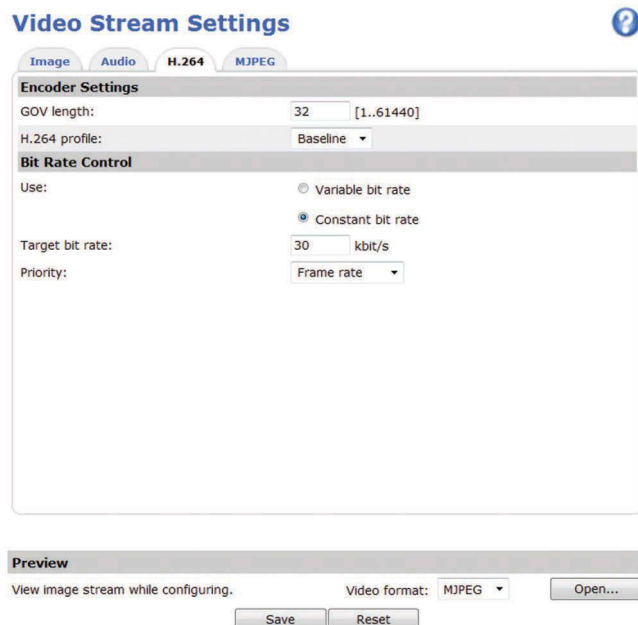 Video Stream Settings ?
Image Audio H.264 MJPEG
Encoder Settings
GOV length: 32 [1..61440]
H.264 profile: Baseline
Bit Rate Control
Use: Variable bit rate
Constant bit rate
Target bit rate: 30 kbit/s
Priority: Frame rate
Preview
View image stream while configuring. Video format: MJPEG Open...
Save Reset